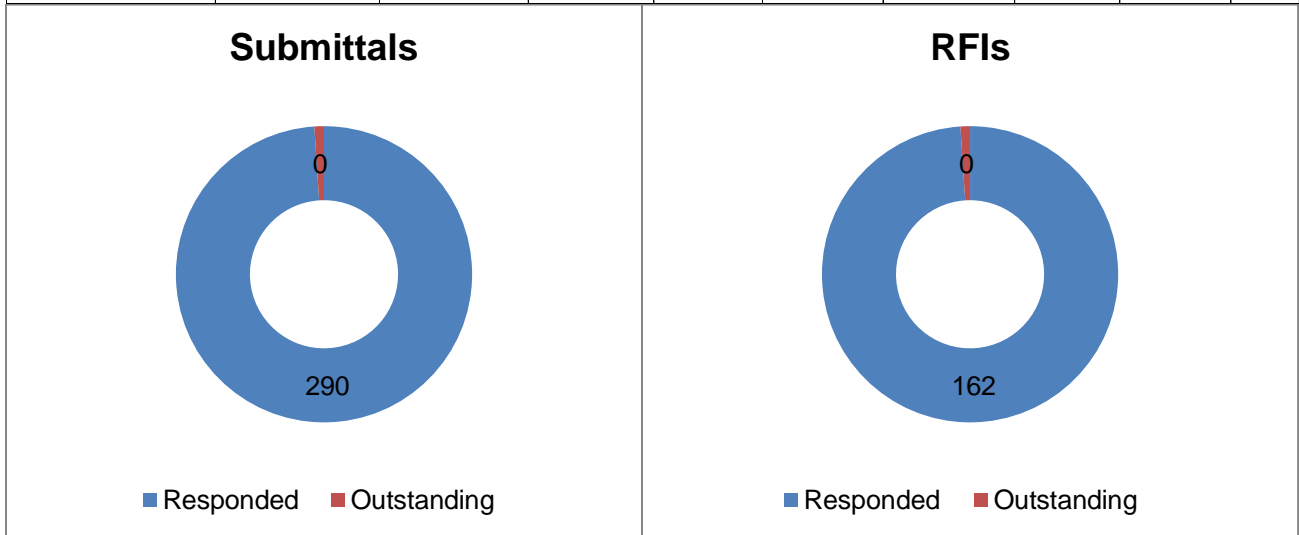 Submittals
0
290
Responded Outstanding
RFIs
0
162
Responded Outstanding